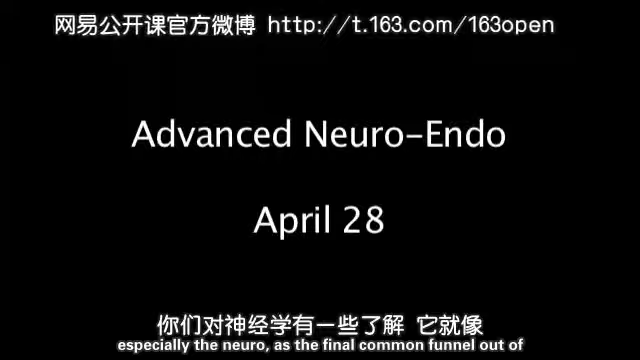 网易公开课官方微博 http://t.163.com/163open
Advanced Neuro-Endo
April 28
你们对神经学有一些了解 它就像
especially the neuro, as the final common funnel out of